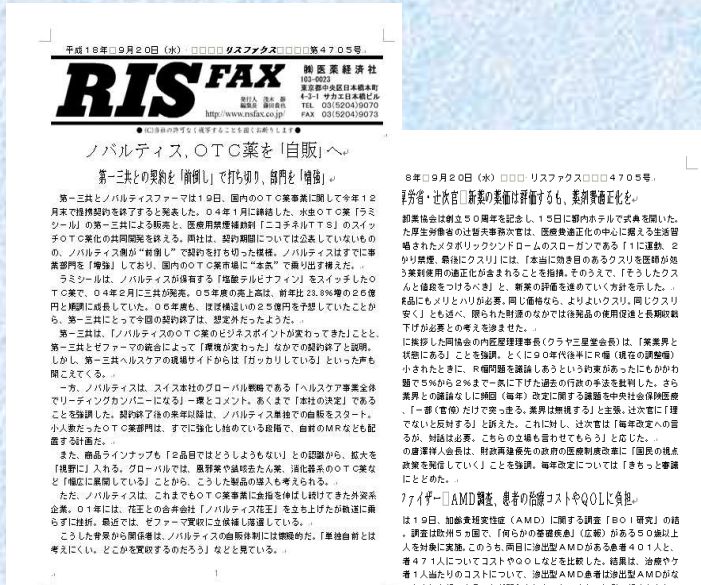 平成18年□9月20日（水）□□□□リスファクス□□□□第4705号
RIS FAX
㈱医薬経済社
103-0023
東京都中央区日本橋本町
4-3-1 サカエ日本橋ビル
TEL 03(5204)9070
FAX 03(5204)9073
http://www.risfax.co.jp/
●(C)当社の許可なく複写することを固くお断りします●
ノバルティス,OTC薬を「自販」へ
第一三共との契約を「前倒し」で打ち切り、部門を「増強」
第一三共とノバルティスファーマは19日、国内のOTC薬事業に関して今年12
月末で提携契約を終了すると発表した。04年1月に締結した、水虫OTC薬「ラミ
シール」の第一三共による販売と、医療用禁煙補助剤「ニコチネルTTS」のスイッ
チOTC薬化の共同開発を終える。両社は、契約期間については公表していないもの
の、ノバルティス側が“前倒し”で契約を打ち切った模様。ノバルティスはすでに事
業部門を「増強」しており、国内のOTC薬市場に“本気”で乗り出す構えだ。
ラミシールは、ノバルティスが保有する「塩酸テルビナフィン」をスイッチしたO
TC薬で、04年2月に三共が発売。05年度の売上高は、前年比23.8%増の26億
円と順調に成長していた。06年度も、ほぼ横這いの25億円を予想していたことか
ら、第一三共にとって今回の契約終了は、想定外だったようだ。
第一三共は、「ノバルティスのOTC薬のビジネスポイントが変わってきた」ことと、
第一三共とゼファーマの統合によって「環境が変わった」なかでの契約終了と説明。
しかし、第一三共ヘルスケアの現場サイドからは「ガッカリしている」といった声も
聞こえてくる。
一方、ノバルティスは、スイス本社のグローバル戦略である「ヘルスケア事業全体
でリーディングカンパニーになる」一環とコメント。あくまで「本社の決定」である
ことを強調した。契約終了後の来年以降は、ノバルティス単独での自販をスタート。
小人数だったOTC薬部門は、すでに強化し始めている段階で、自前のMRなども配
置する計画だ。
また、商品ラインナップも「2品目ではどうしようもない」との認識から、拡大を
「視野に」入れる。グローバルでは、風邪薬や鎮咳去たん薬、消化器系のOTC薬な
ど「幅広に展開している」ことから、こうした製品の導入も考えられる。
ただ、ノバルティスは、これまでもOTC薬事業に食指を伸ばし続けてきた外資系
企業。01年には、花王との合弁会社「ノバルティス花王」を立ち上げたが軌道に乗
らずに挫折。最近では、ゼファーマ買収に立候補し落選している。
こうした背景から関係者は、ノバルティスの自販体制には懐疑的だ。「単独自前とは
考えにくい。どこかを買収するのだろう」などと見ている。
1
8年□9月20日（水）□□□ リスファクス□□□□4705号
厚労省・辻次官□新薬の薬価は評価するも、薬剤費適正化を
都薬協会は創立50周年を記念し、15日に都内ホテルで式典を開いた。
た厚生労働省の辻哲夫事務次官は、医療費適正化の中心に据える生活習
唱されたメタボリックシンドロームのスローガンである「1に運動、2
かり禁煙、最後にクスリ」には、「本当に効き目のあるクスリを医師が処
う薬剤使用の適正化が含まれることを指摘。そのうえで、「そうしたクス
んと値段をつけるべき」と、新薬の評価を進めていく方針を示した。
薬品にもメリとハリが必要。同じ価格なら、よりよいクスリ。同じクスリ
安く」とも述べ、限られた財源のなかでは後発品の使用促進と長期収載
下げが必要との考えを滲ませた。
に挨拶した同協会の内匠屋理理事長（クラヤ三星堂会長）は、「薬業界と
状態にある」ことを強調。とくに90年代後半にR幅（現在の調整幅）
小されたときに、R幅問題を議論しあうという約束があったにもかかわ
題で5%から2%まで一気に下げた過去の行政の手法を批判した。さら
業界との議論なしに頻回（毎年）改定に関する議題を中央社会保険医療
、「一部（官僚）だけで突っ走る。業界は無視する」と主張。辻次官に「理
でないと反対する」と訴えた。これに対し、辻次官は「毎年改定への言
るが、対話は必要。こちらの立場も言わせてもらう」と応じた。
の唐澤祥人会長は、財政再建優先の政府の医療制度改革に「国民の視点
政策を発信していく」ことを強調。毎年改定については「きちっと審議
にとどめた。
ファイザー□AMD調査、患者の治療コストやQOLに負担
は19日、加齢黄斑変性症（AMD）に関する調査「BOI研究」の結
。調査は欧州5カ国で、「何らかの基礎疾患」（症候）がある50歳以上
人を対象に実施。このうち、両目に滲出型AMDがある患者401人と、
者471人についてコストやQOLなどを比較した。結果は、治療やケ
者1人当たりのコストについて、滲出型AMD患者は滲出型AMDがな